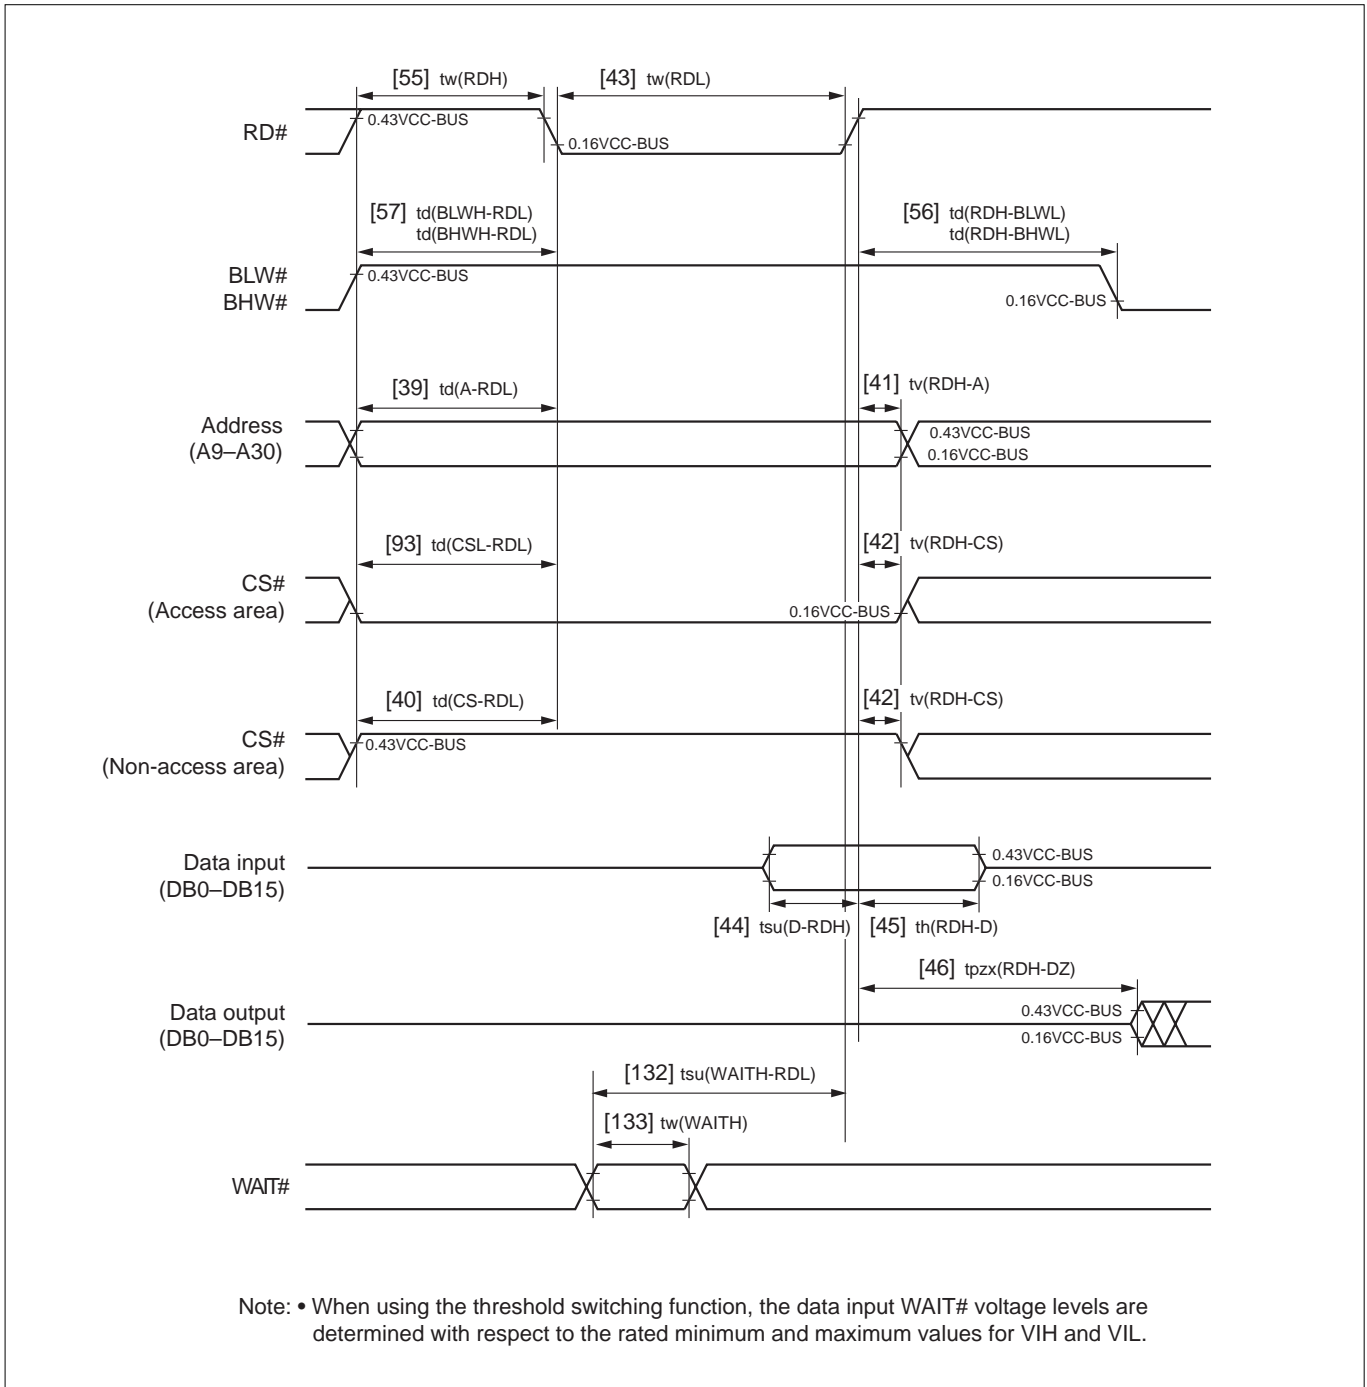 [55] tw(RDH)
[43] tw(RDL)
RD#
0.43VCC-BUS
0.16VCC-BUS
[57] td(BLWH-RDL)
td(BHWH-RDL)
[56] td(RDH-BLWL)
td(RDH-BHWL)
BLW#
BHW#
0.43VCC-BUS
0.16VCC-BUS
[39] td(A-RDL)
[41] tv(RDH-A)
Address
(A9–A30)
0.43VCC-BUS
0.16VCC-BUS
[93] td(CSL-RDL)
[42] tv(RDH-CS)
CS#
(Access area)
0.16VCC-BUS
[40] td(CS-RDL)
[42] tv(RDH-CS)
CS#
(Non-access area)
0.43VCC-BUS
Data input
(DB0–DB15)
0.43VCC-BUS
0.16VCC-BUS
[44] tsu(D-RDH)
[45] th(RDH-D)
[46] tpzx(RDH-DZ)
Data output
(DB0–DB15)
0.43VCC-BUS
0.16VCC-BUS
[132] tsu(WAITH-RDL)
[133] tw(WAITH)
WAIT#
Note: • When using the threshold switching function, the data input WAIT# voltage levels are
determined with respect to the rated minimum and maximum values for VIH and VIL.